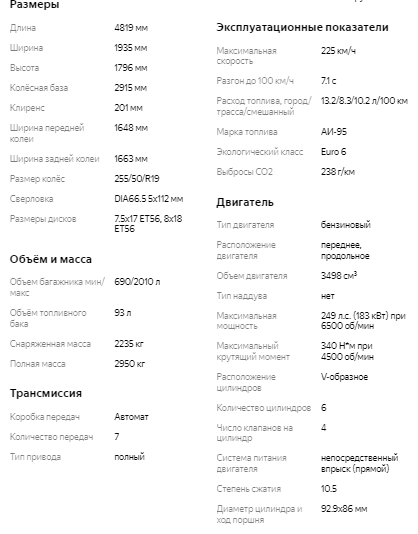 Размеры
Длина 4819 мм
Ширина 1935 мм
Высота 1796 мм
Колёсная база 2915 мм
Клиренс 201 мм
Ширина передней 1648 мм
колеи
Ширина задней колеи 1663 мм
Размер колёс 255/50/R19
Сверловка DIA66.5 5x112 мм
Размеры дисков 7.5x17 ET56, 8x18
ET56
Объём и масса
Объем багажника мин/ 690/2010 л
макс
Объём топливного 93 л
бака
Снаряженная масса 2235 кг
Полная масса 2950 кг
Трансмиссия
Коробка передач Автомат
Количество передач 7
Тип привода полный
Эксплуатационные показатели
Максимальная 225 км/ч
скорость
Разгон до 100 км/ч 7.1 с
Расход топлива, город/ 13.2/8.3/10.2 л/100 км
трасса/смешанный
Марка топлива АИ-95
Экологический класс Euro 6
Выбросы CO2 238 г/км
Двигатель
Тип двигателя бензиновый
Расположение переднее,
двигателя продольное
Объем двигателя 3498 см³
Тип наддува нет
Максимальная 249 л.с. (183 кВт) при
мощность 6500 об/мин
Максимальный 340 Н*м при
крутящий момент 4500 об/мин
Расположение V-образное
цилиндров
Количество цилиндров 6
Число клапанов на 4
цилиндр
Система питания непосредственный
двигателя впрыск (прямой)
Степень сжатия 10.5
Диаметр цилиндра и 92.9x86 мм
ход поршня